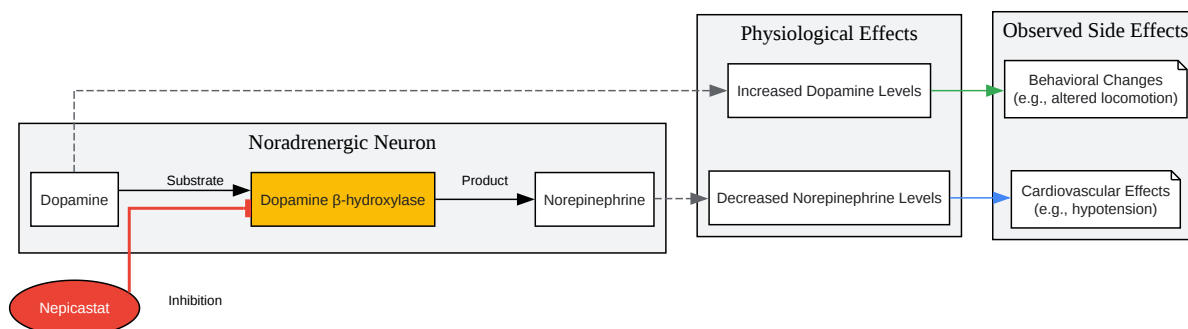 Physiological Effects
Observed Side Effects
Increased Dopamine Levels
Behavioral Changes
(e.g., altered locomotion)
Noradrenergic Neuron
Dopamine
Substrate
Dopamine β-hydroxylase
Product
Norepinephrine
Decreased Norepinephrine Levels
Cardiovascular Effects
(e.g., hypotension)
Nepicastat
Inhibition